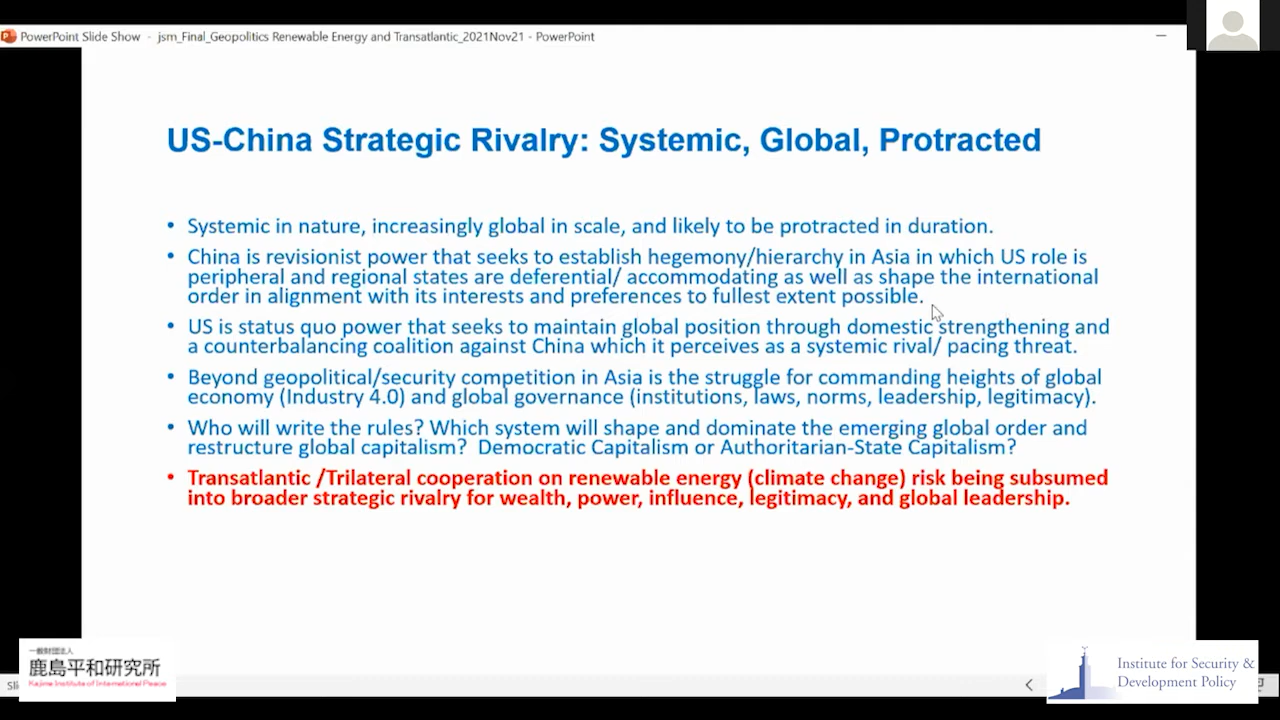 PowerPoint Slide Show - jsm_Final_Geopolitics Renewable Energy and Transatlantic_2021Nov21 - PowerPoint
US-China Strategic Rivalry: Systemic, Global, Protracted
• Systemic in nature, increasingly global in scale, and likely to be protracted in duration.
• China is revisionist power that seeks to establish hegemony/hierarchy in Asia in which US role is
peripheral and regional states are deferential/ accommodating as well as shape the international
order in alignment with its interests and preferences to fullest extent possible.
• US is status quo power that seeks to maintain global position through domestic strengthening and
a counterbalancing coalition against China which it perceives as a systemic rival/ pacing threat.
• Beyond geopolitical/security competition in Asia is the struggle for commanding heights of global
economy (Industry 4.0) and global governance (institutions, laws, norms, leadership, legitimacy).
• Who will write the rules? Which system will shape and dominate the emerging global order and
restructure global capitalism? Democratic Capitalism or Authoritarian-State Capitalism?
• Transatlantic /Trilateral cooperation on renewable energy (climate change) risk being subsumed
into broader strategic rivalry for wealth, power, influence, legitimacy, and global leadership.
一般財団法人
鹿島平和研究所
Kajima Institute of International Peace
Institute for Security &
Development Policy